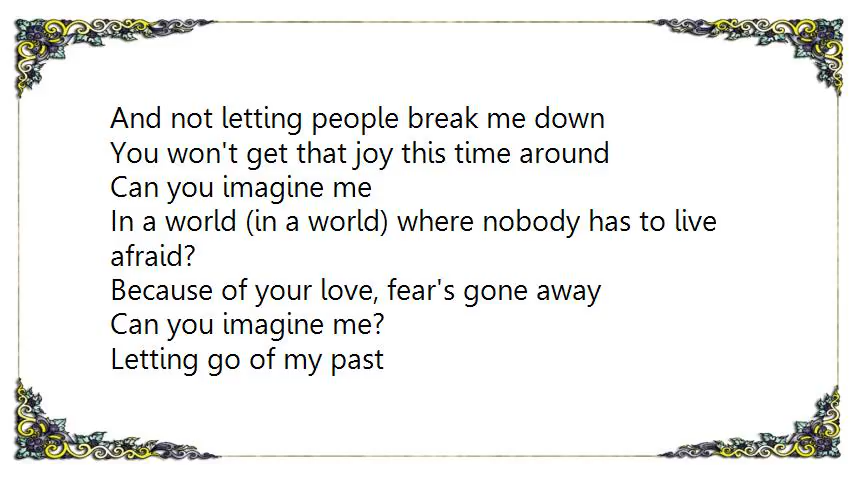 And not letting people break me down
You won't get that joy this time around
Can you imagine me
In a world (in a world) where nobody has to live
afraid?
Because of your love, fear's gone away
Can you imagine me?
Letting go of my past